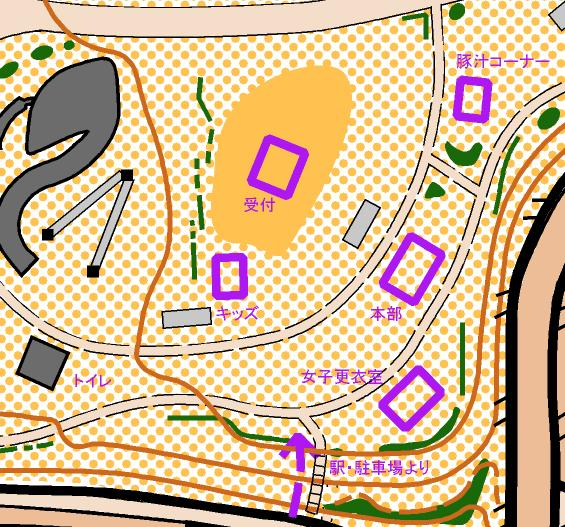 豚汁コーナー
受付
キッズ
本部
トイレ
女子更衣室
駅・駐車場より